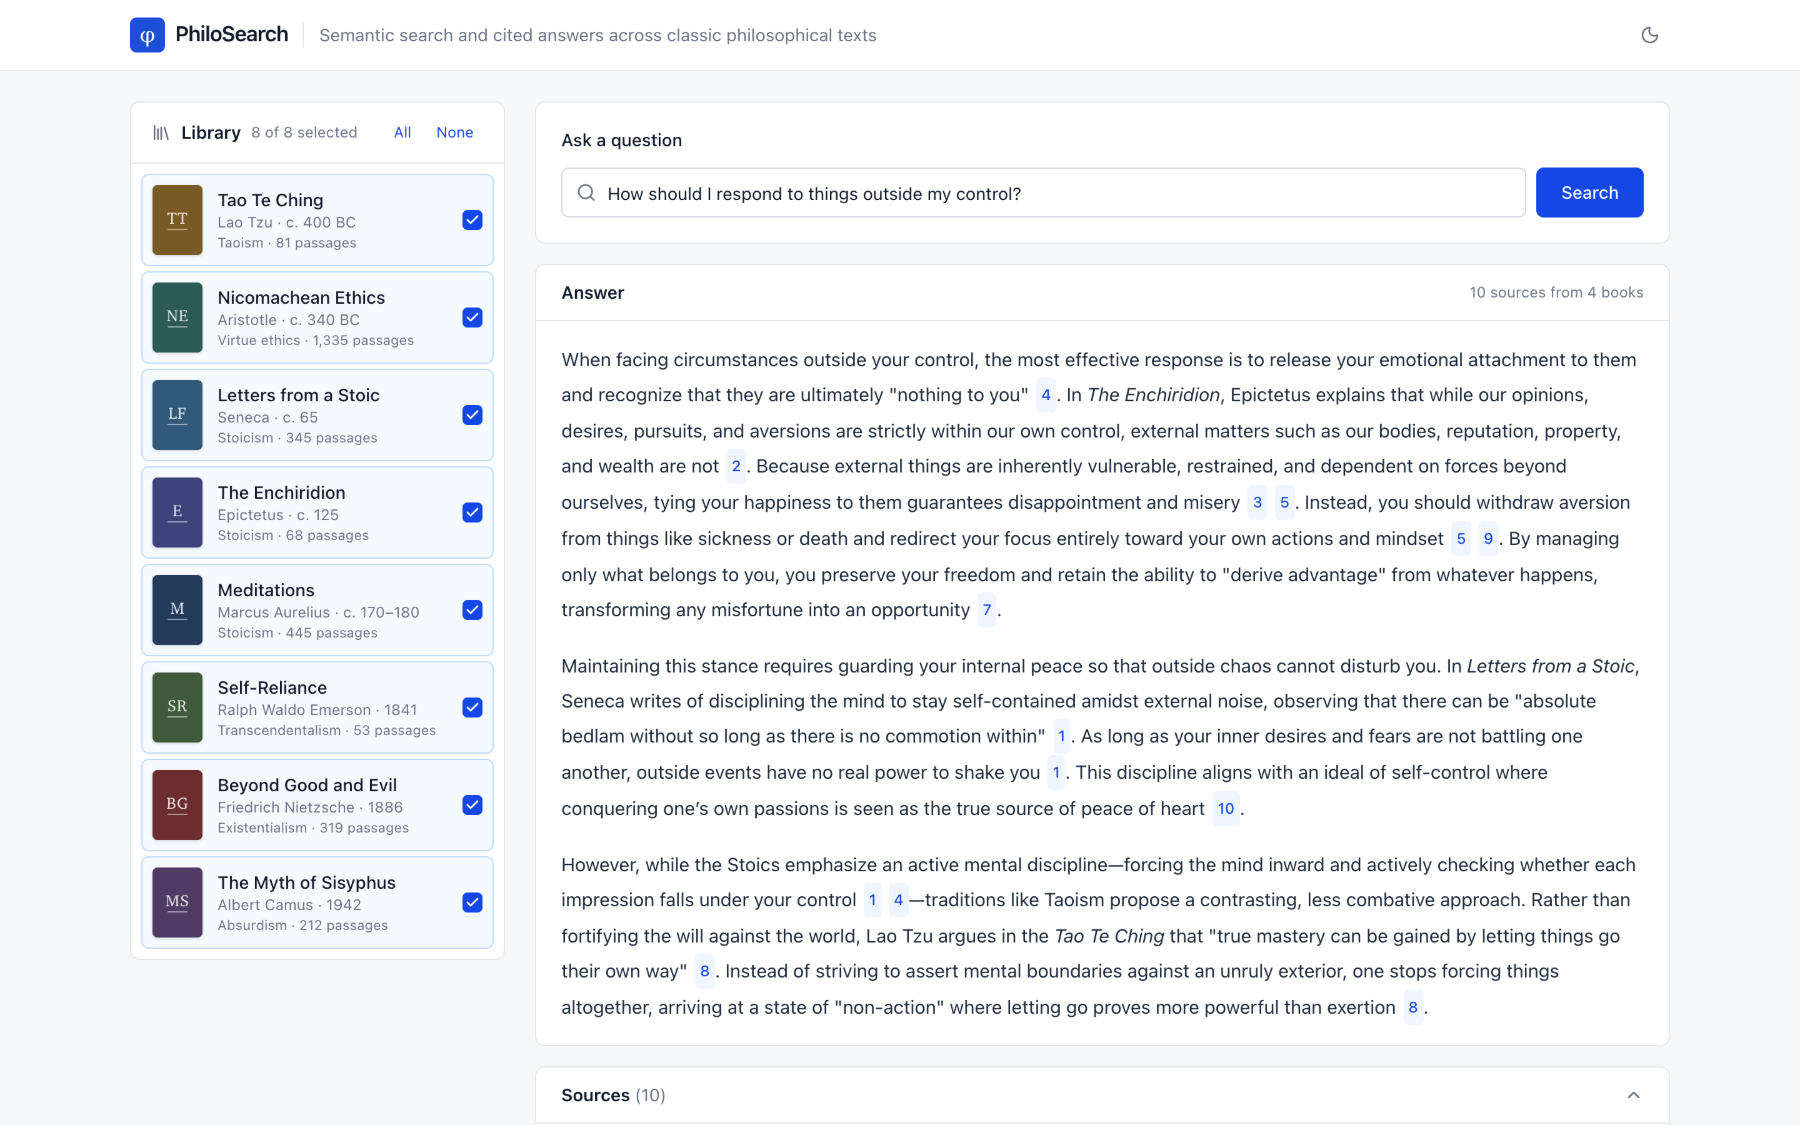 φ PhiloSearch Semantic search and cited answers across classic philosophical texts
Library 8 of 8 selected All None
TT
Tao Te Ching
Lao Tzu · c. 400 BC
Taoism · 81 passages
NE
Nicomachean Ethics
Aristotle · c. 340 BC
Virtue ethics · 1,335 passages
LF
Letters from a Stoic
Seneca · c. 65
Stoicism · 345 passages
E
The Enchiridion
Epictetus · c. 125
Stoicism · 68 passages
M
Meditations
Marcus Aurelius · c. 170–180
Stoicism · 445 passages
SR
Self-Reliance
Ralph Waldo Emerson · 1841
Transcendentalism · 53 passages
BG
Beyond Good and Evil
Friedrich Nietzsche · 1886
Existentialism · 319 passages
MS
The Myth of Sisyphus
Albert Camus · 1942
Absurdism · 212 passages
Ask a question
How should I respond to things outside my control?
Search
Answer
10 sources from 4 books
When facing circumstances outside your control, the most effective response is to release your emotional attachment to them
and recognize that they are ultimately "nothing to you" 4 . In The Enchiridion, Epictetus explains that while our opinions,
desires, pursuits, and aversions are strictly within our own control, external matters such as our bodies, reputation, property,
and wealth are not 2 . Because external things are inherently vulnerable, restrained, and dependent on forces beyond
ourselves, tying your happiness to them guarantees disappointment and misery 3 5 . Instead, you should withdraw aversion
from things like sickness or death and redirect your focus entirely toward your own actions and mindset 5 9 . By managing
only what belongs to you, you preserve your freedom and retain the ability to "derive advantage" from whatever happens,
transforming any misfortune into an opportunity 7 .
Maintaining this stance requires guarding your internal peace so that outside chaos cannot disturb you. In Letters from a Stoic,
Seneca writes of disciplining the mind to stay self-contained amidst external noise, observing that there can be "absolute
bedlam without so long as there is no commotion within" 1 . As long as your inner desires and fears are not battling one
another, outside events have no real power to shake you 1 . This discipline aligns with an ideal of self-control where
conquering one’s own passions is seen as the true source of peace of heart 10 .
However, while the Stoics emphasize an active mental discipline—forcing the mind inward and actively checking whether each
impression falls under your control 1 4 —traditions like Taoism propose a contrasting, less combative approach. Rather than
fortifying the will against the world, Lao Tzu argues in the Tao Te Ching that "true mastery can be gained by letting things go
their own way" 8 . Instead of striving to assert mental boundaries against an unruly exterior, one stops forcing things
altogether, arriving at a state of "non-action" where letting go proves more powerful than exertion 8 .
Sources (10)